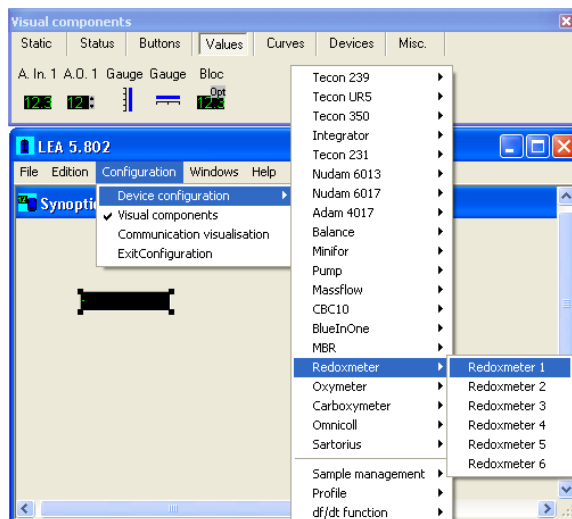 Visual components
Static Status Buttons Values Curves Devices Misc.
A. In. 1 A.O. 1 Gauge Gauge Bloc
12.3 12 Opt 12.3
LEA 5.802
File Edition Configuration Windows Help
Synopti
Device configuration
Visual components
Communication visualisation
ExitConfiguration
Tecon 239
Tecon UR5
Tecon 350
Integrator
Tecon 231
Nudam 6013
Nudam 6017
Adam 4017
Balance
Minifor
Pump
Massflow
CBC10
BlueInOne
MBR
Redoxmeter
Oxymeter
Carboxymeter
Omnicoll
Sartorius
Sample management
Profile
df/dt function
Redoxmeter 1
Redoxmeter 2
Redoxmeter 3
Redoxmeter 4
Redoxmeter 5
Redoxmeter 6